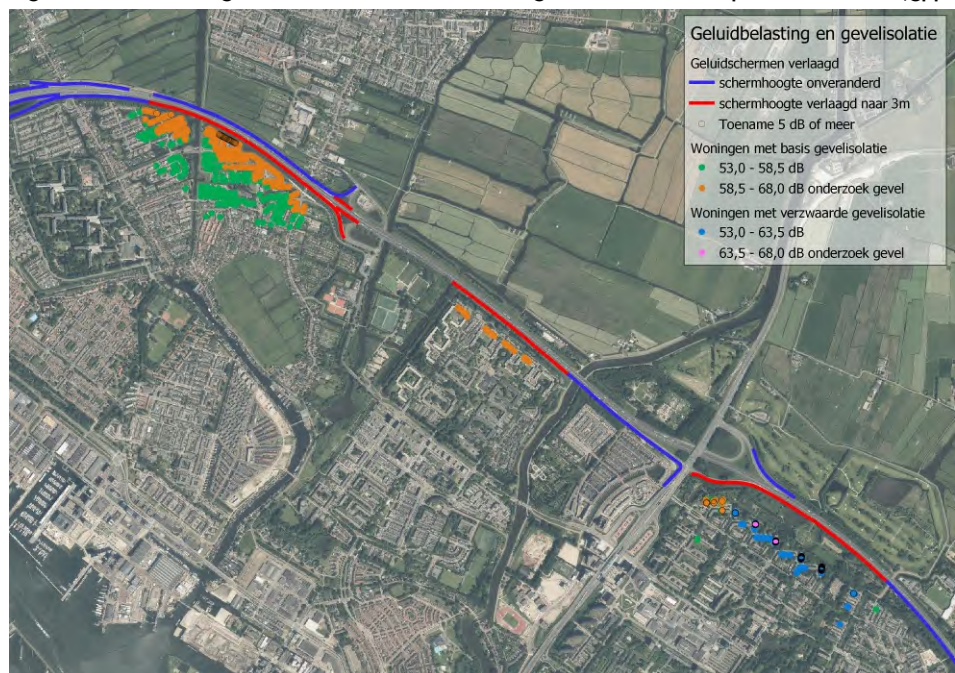 Geluidbelasting en gevelisolatie
Geluidschermen verlaagd
schermhoogte onveranderd
schermhoogte verlaagd naar 3m
Toename 5 dB of meer
Woningen met basis gevelisolatie
53,0 - 58,5 dB
58,5 - 68,0 dB onderzoek gevel
Woningen met verzwaarde gevelisolatie
53,0 - 63,5 dB
63,5 - 68,0 dB onderzoek gevel